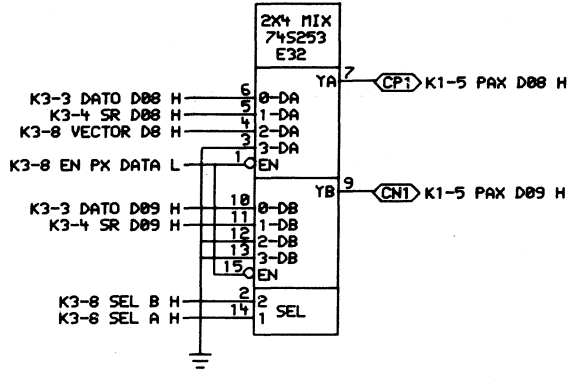 2X4 MIX
74S253
E32
YA 7 CP1 K1-5 PAX D08 H
K3-3 DATO D08 H 6 0-DA
K3-4 SR D08 H 5 1-DA
K3-8 VECTOR D8 H 4 2-DA
3 3-DA
K3-8 EN PX DATA L 1 EN
YB 9 CN1 K1-5 PAX D09 H
K3-3 DATO D09 H 10 0-DB
K3-4 SR D09 H 11 1-DB
12 2-DB
13 3-DB
15 EN
K3-8 SEL B H 2 2
SEL
K3-6 SEL A H 14 1